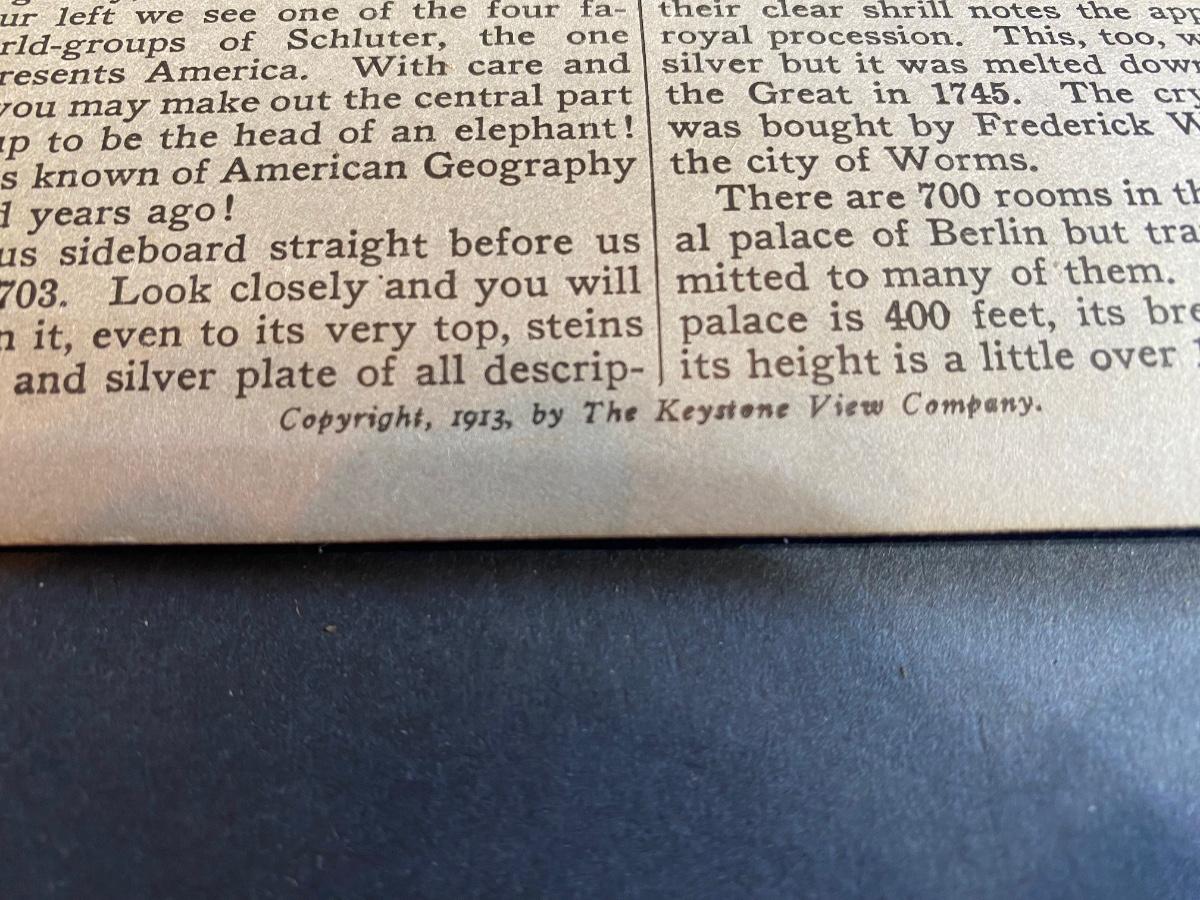 ur left we see one of the four fa-
rld-groups of Schluter, the one
resents America. With care and
you may make out the central part
up to be the head of an elephant!
s known of American Geography
d years ago!
us sideboard straight before us
703. Look closely and you will
n it, even to its very top, steins
and silver plate of all descrip-
their clear shrill notes the app
royal procession. This, too, w
silver but it was melted down
the Great in 1745. The cry
was bought by Frederick W
the city of Worms.
There are 700 rooms in th
al palace of Berlin but tra
mitted to many of them.
palace is 400 feet, its bre
its height is a little over 1
Copyright, 1913, by The Keystone View Company.